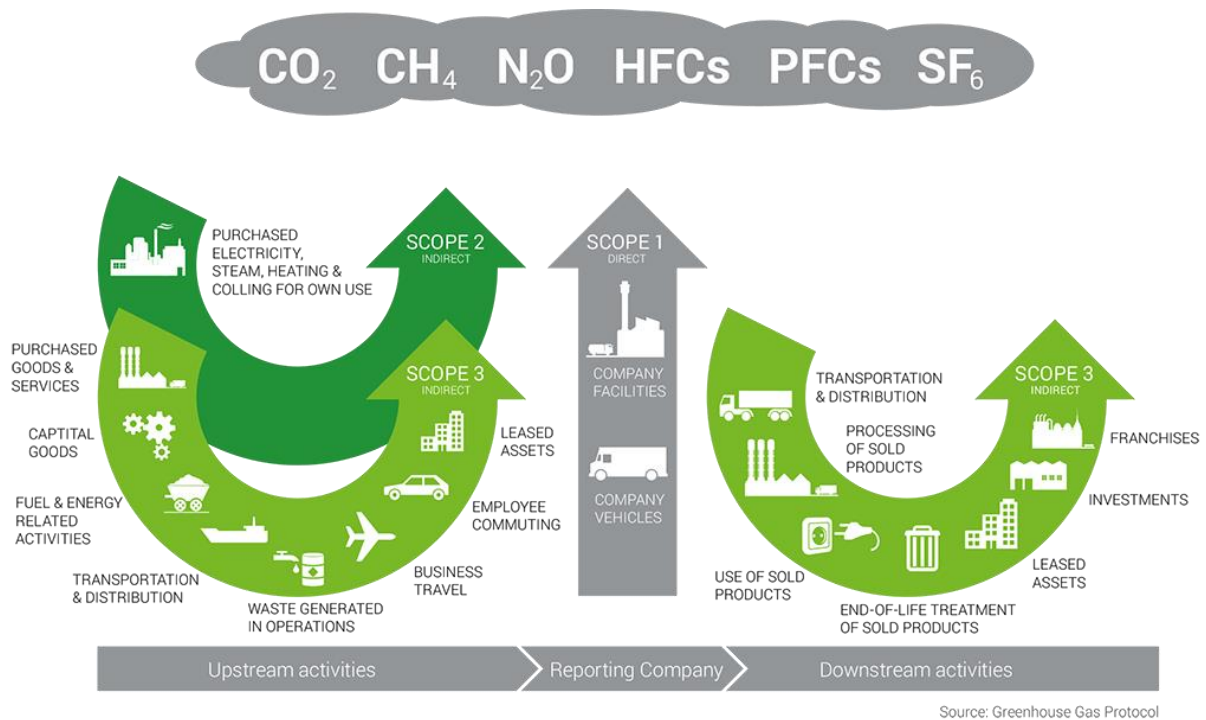 CO₂ CH₄ N₂O HFCs PFCs SF₆
PURCHASED
ELECTRICITY,
STEAM, HEATING &
COLLING FOR OWN USE
SCOPE 2
INDIRECT
PURCHASED
GOODS &
SERVICES
CAPTITAL
GOODS
FUEL & ENERGY
RELATED
ACTIVITIES
TRANSPORTATION
& DISTRIBUTION
WASTE GENERATED
IN OPERATIONS
BUSINESS
TRAVEL
EMPLOYEE
COMMUTING
LEASED
ASSETS
SCOPE 3
INDIRECT
SCOPE 1
DIRECT
COMPANY
FACILITIES
COMPANY
VEHICLES
TRANSPORTATION
& DISTRIBUTION
PROCESSING
OF SOLD
PRODUCTS
USE OF SOLD
PRODUCTS
END-OF-LIFE TREATMENT
OF SOLD PRODUCTS
LEASED
ASSETS
INVESTMENTS
FRANCHISES
SCOPE 3
INDIRECT
Upstream activities
Reporting Company
Downstream activities
Source: Greenhouse Gas Protocol